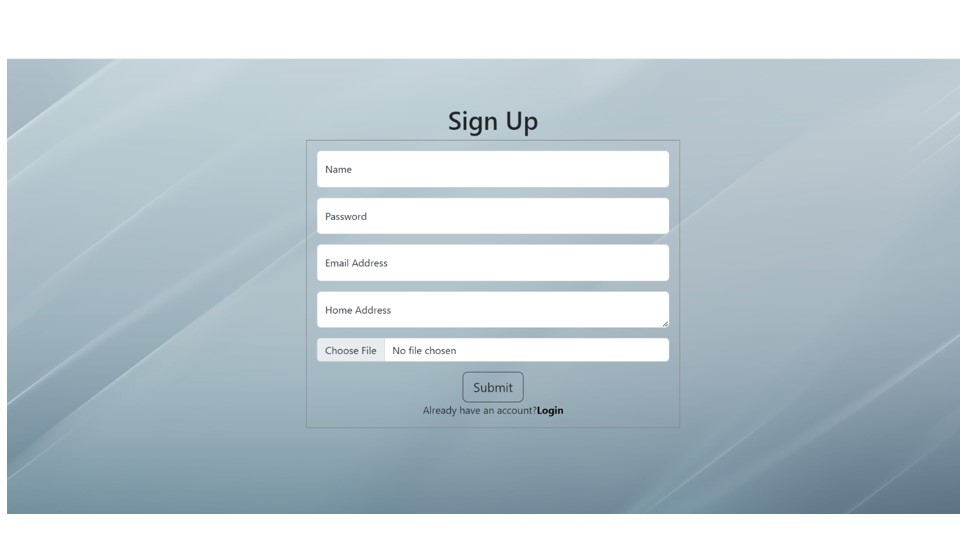 Sign Up
Name
Password
Email Address
Home Address
Choose File No file chosen
Submit
Already have an account?Login